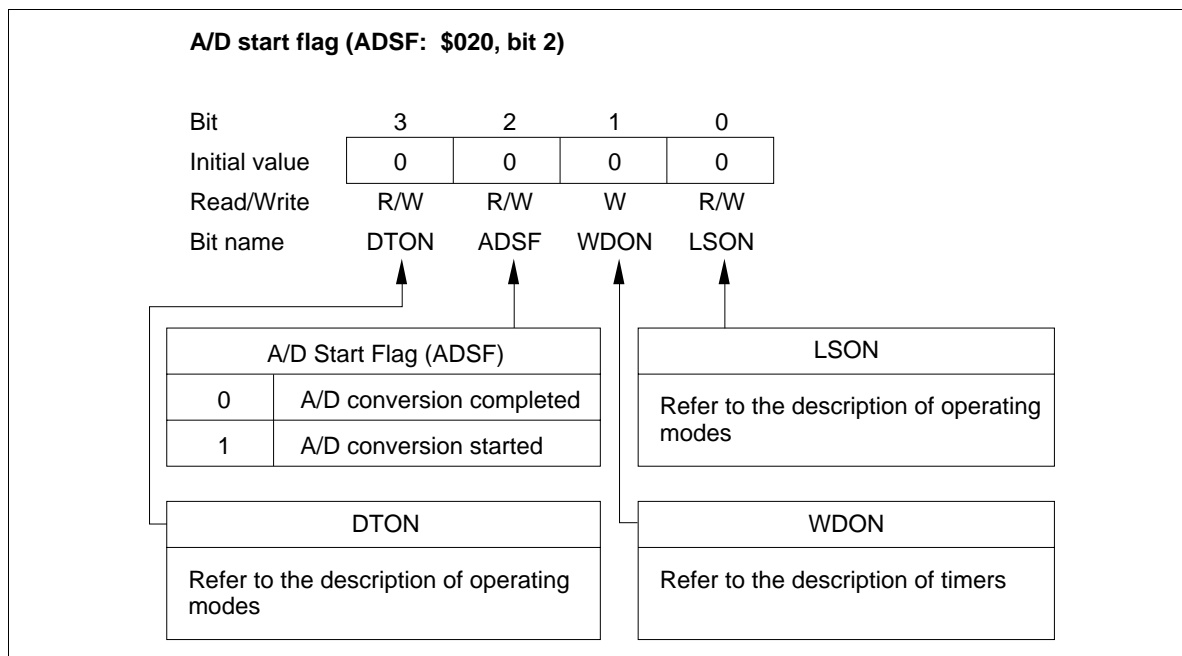 A/D start flag (ADSF: $020, bit 2)
Bit 3 2 1 0
Initial value 0 0 0 0
Read/Write R/W R/W W R/W
Bit name DTON ADSF WDON LSON
A/D Start Flag (ADSF)
0 A/D conversion completed
1 A/D conversion started
LSON
Refer to the description of operating
modes
DTON
Refer to the description of operating
modes
WDON
Refer to the description of timers